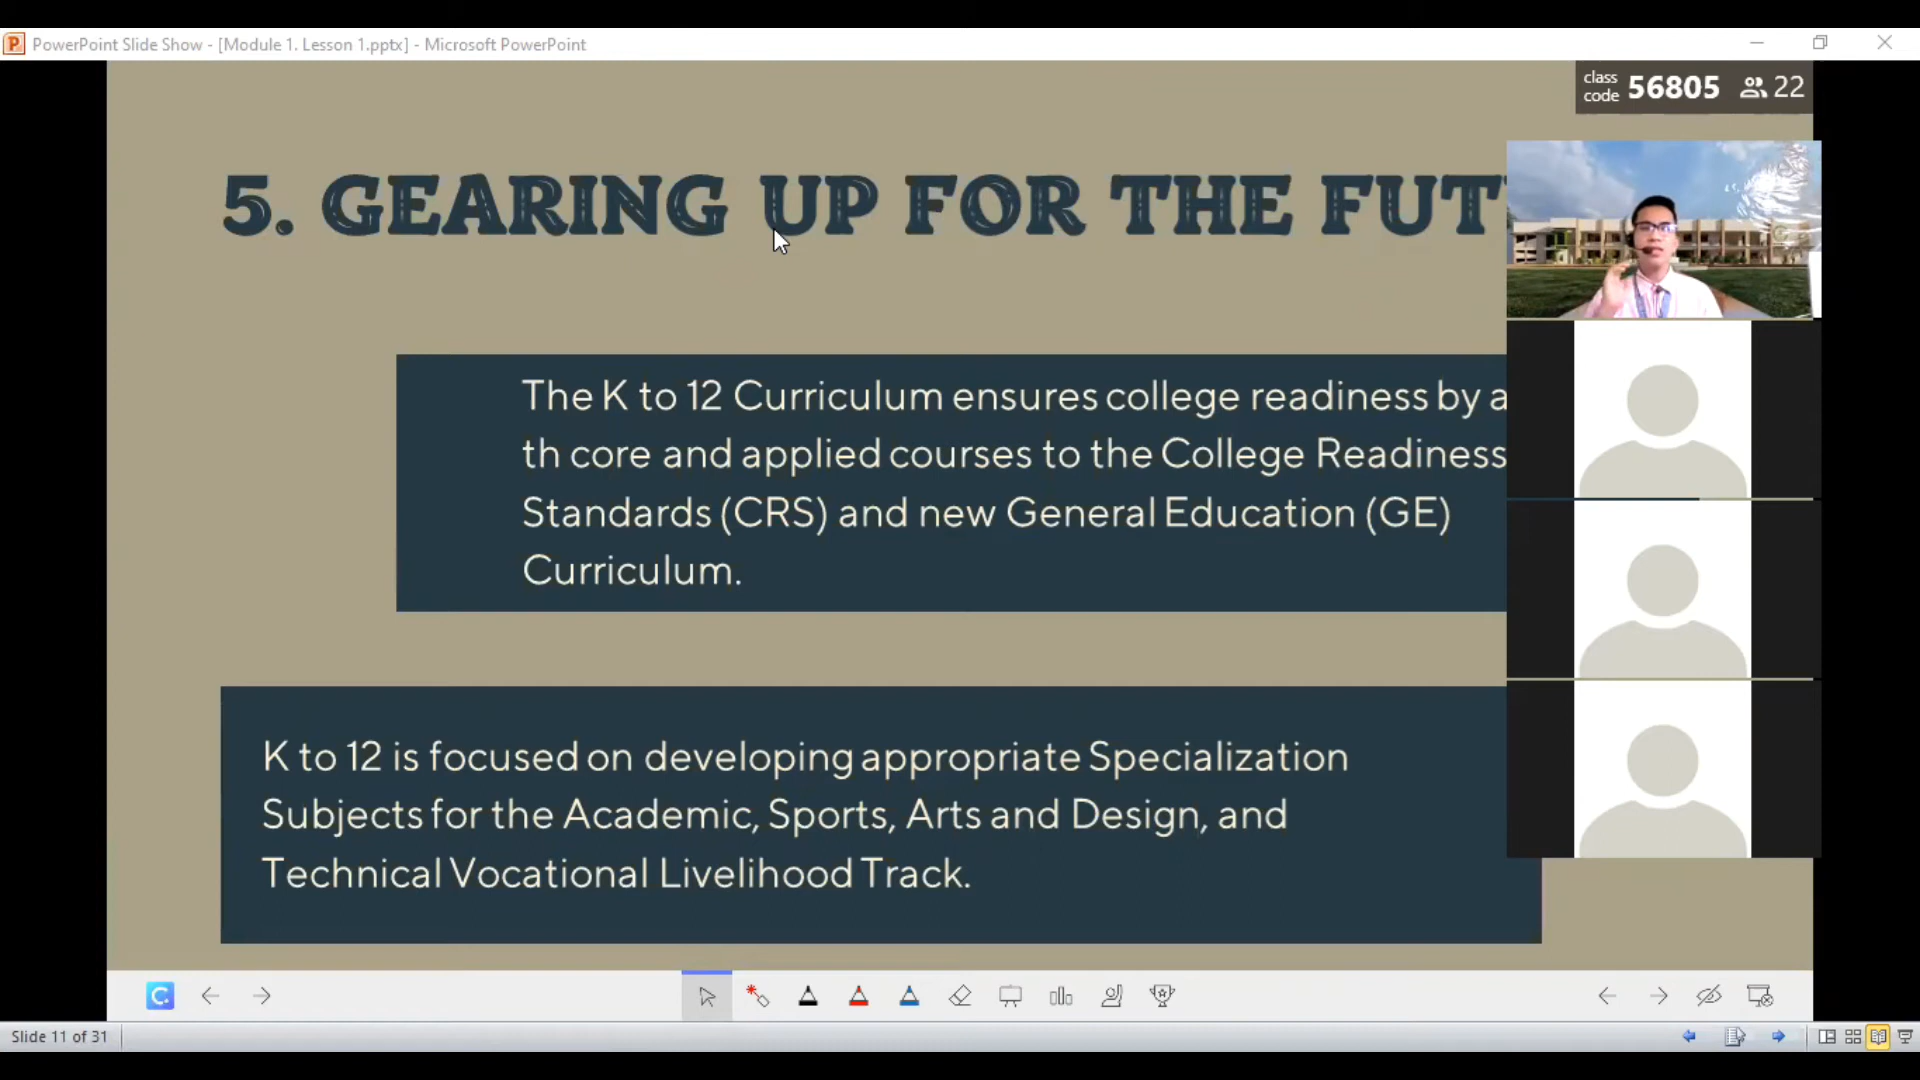 PowerPoint Slide Show - [Module 1. Lesson 1.pptx] - Microsoft PowerPoint
class code 56805 22
5. GEARING UP FOR THE FUT
The K to 12 Curriculum ensures college readiness by a
th core and applied courses to the College Readiness
Standards (CRS) and new General Education (GE)
Curriculum.
K to 12 is focused on developing appropriate Specialization
Subjects for the Academic, Sports, Arts and Design, and
Technical Vocational Livelihood Track.
Slide 11 of 31